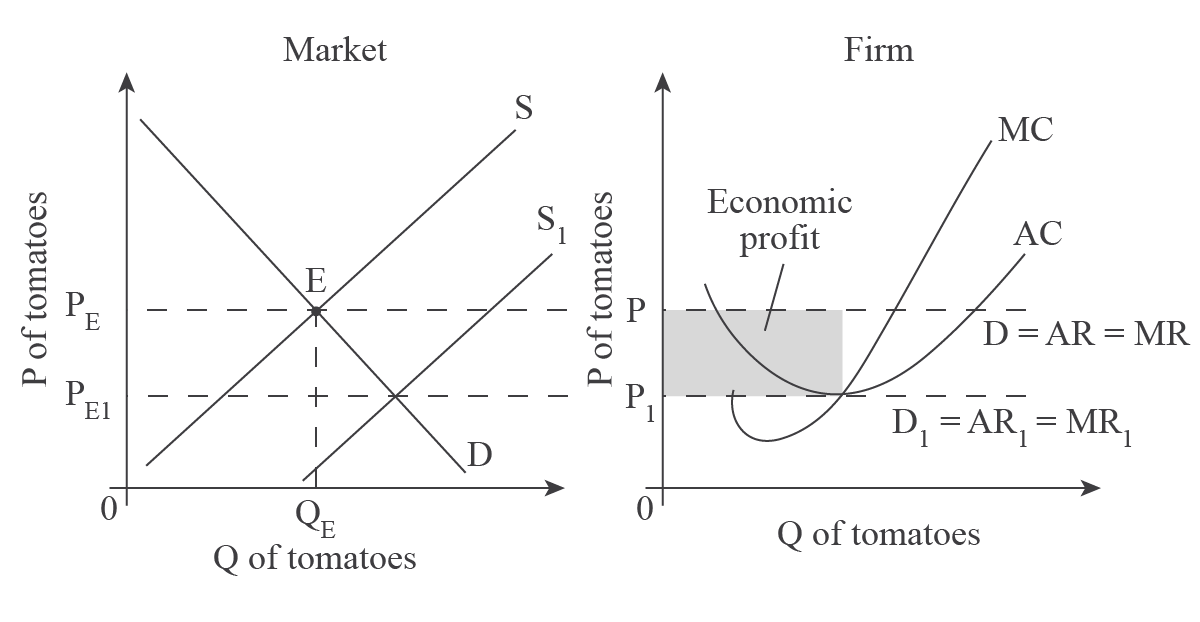 Market
P of tomatoes
S
S1
E
PE
PE1
D
0
QE
Q of tomatoes
Firm
P of tomatoes
MC
Economic
profit
AC
P
D = AR = MR
P1
D1 = AR1 = MR1
0
Q of tomatoes